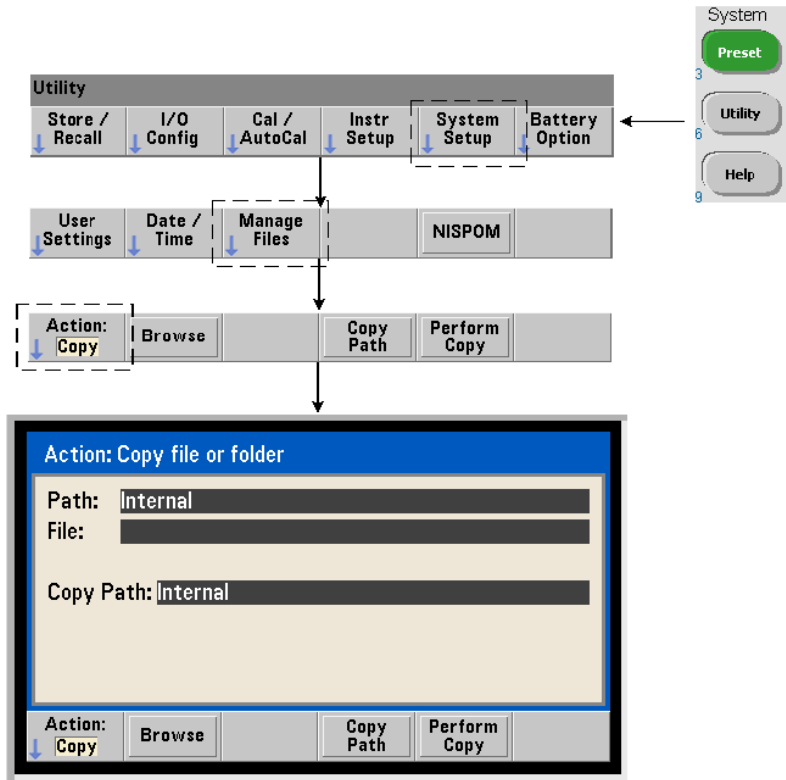 System
Preset
3
Utility
6
Help
9
Utility
Store / Recall
I/O Config
Cal / AutoCal
Instr Setup
System Setup
Battery Option
User Settings
Date / Time
Manage Files
NISPOM
Action: Copy
Browse
Copy Path
Perform Copy
Action: Copy file or folder
Path: Internal
File:
Copy Path: Internal
Action: Copy
Browse
Copy Path
Perform Copy